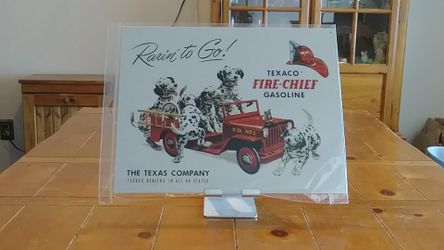 Rarin' to Go!
TEXACO
FIRE-CHIEF
GASOLINE
F.D. NO 1
THE TEXAS COMPANY
TEXACO DEALERS IN ALL 48 STATES